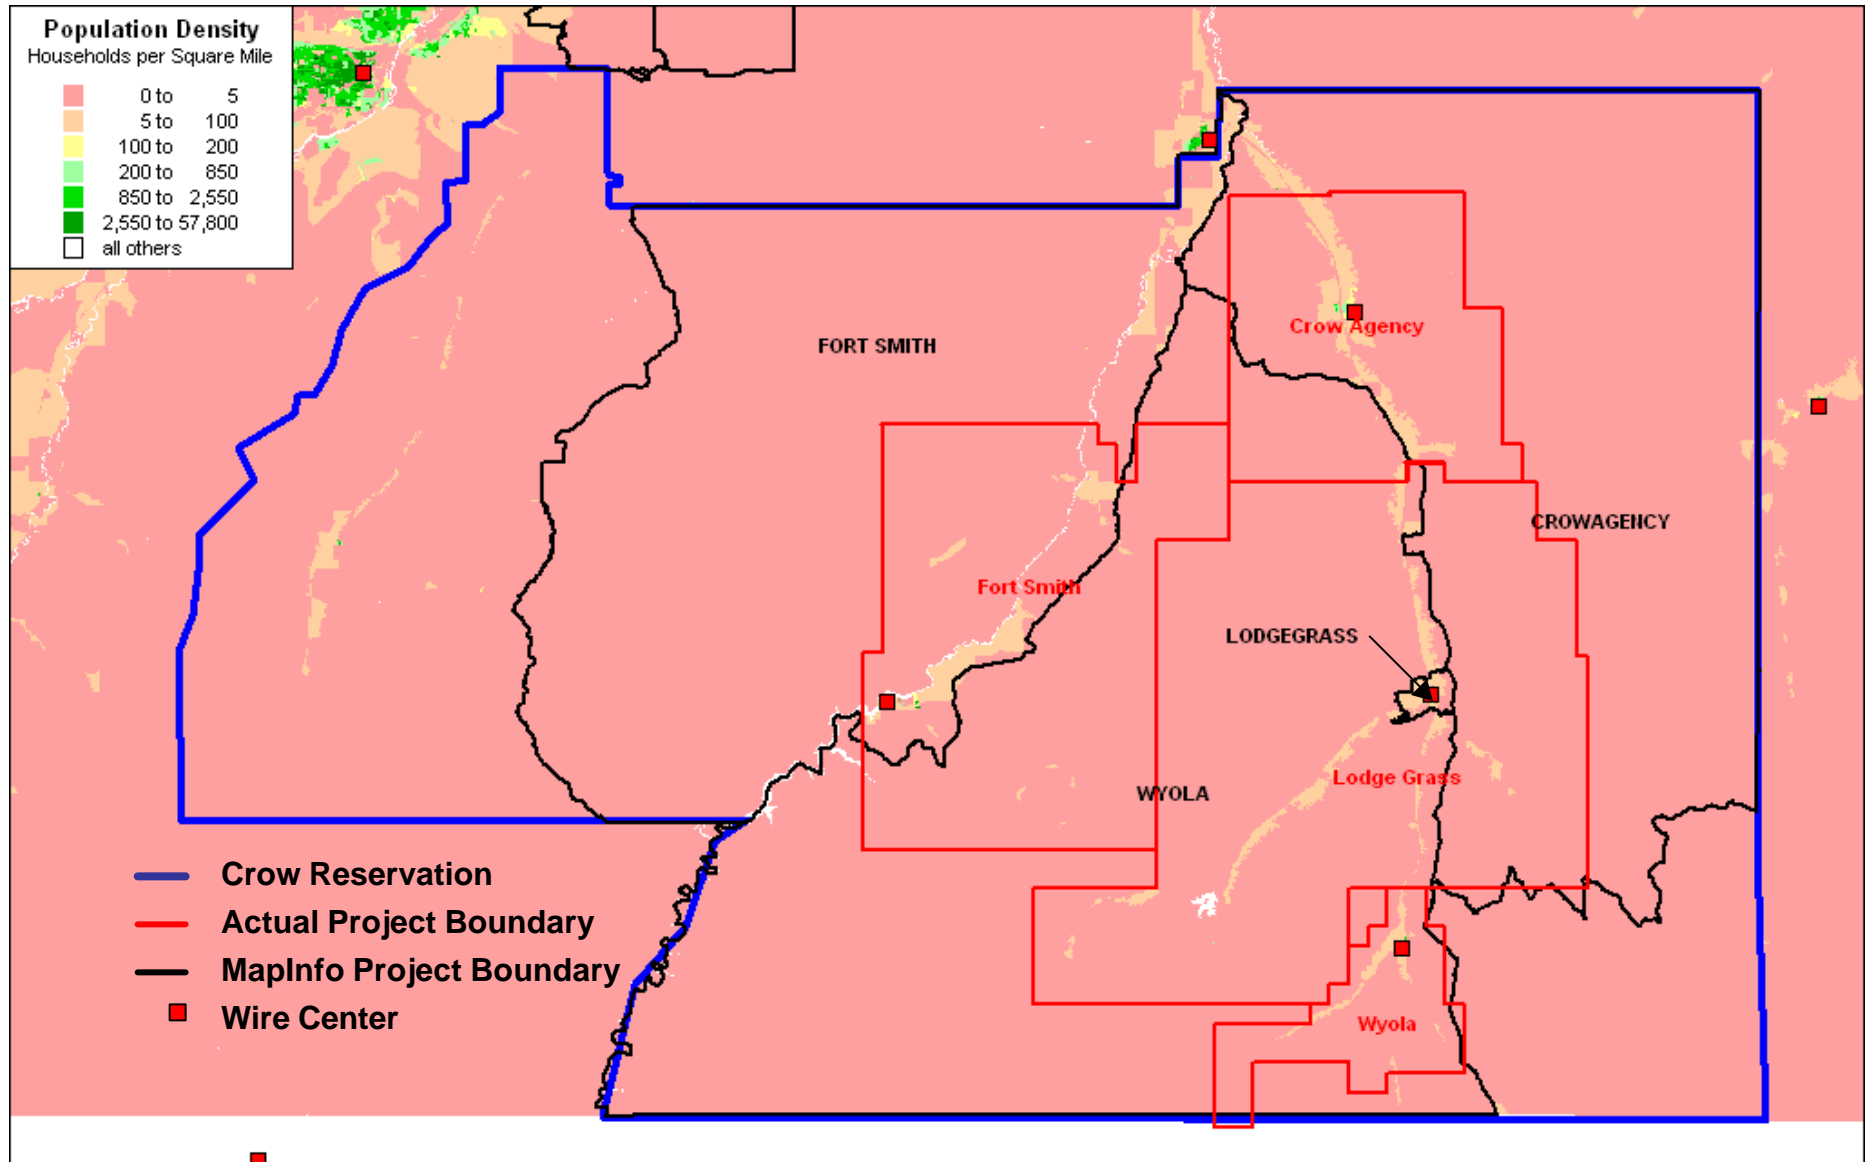 Population Density
Households per Square Mile
0 to 5
5 to 100
100 to 200
200 to 850
850 to 2,550
2,550 to 57,800
all others
Crow Agency
FORT SMITH
CROWAGENCY
Fort Smith
LODGEGRASS
Lodge Grass
WYOLA
Crow Reservation
Actual Project Boundary
MapInfo Project Boundary
Wire Center
Wyola